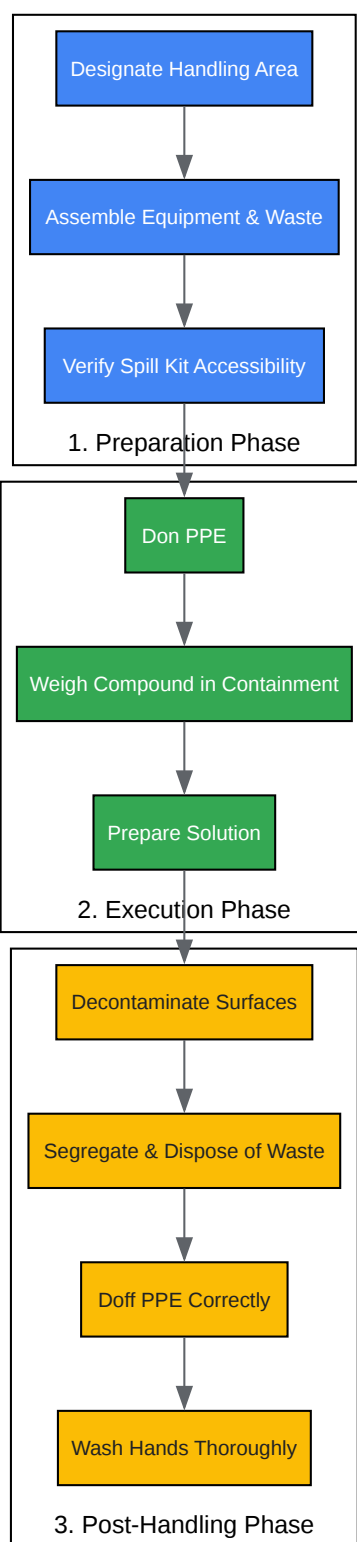 Designate Handling Area
Assemble Equipment & Waste
Verify Spill Kit Accessibility
1. Preparation Phase
Don PPE
Weigh Compound in Containment
Prepare Solution
2. Execution Phase
Decontaminate Surfaces
Segregate & Dispose of Waste
Doff PPE Correctly
Wash Hands Thoroughly
3. Post-Handling Phase